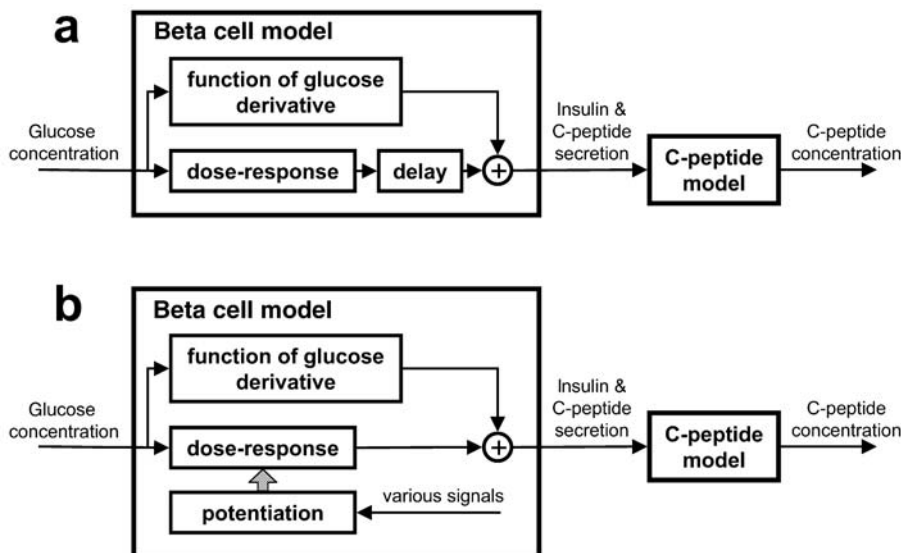 a
Beta cell model
function of glucose
derivative
Glucose
concentration
dose-response
delay
+
Insulin &
C-peptide
secretion
C-peptide
model
C-peptide
concentration
b
Beta cell model
function of glucose
derivative
Glucose
concentration
dose-response
+
potentiation
various signals
Insulin &
C-peptide
secretion
C-peptide
model
C-peptide
concentration